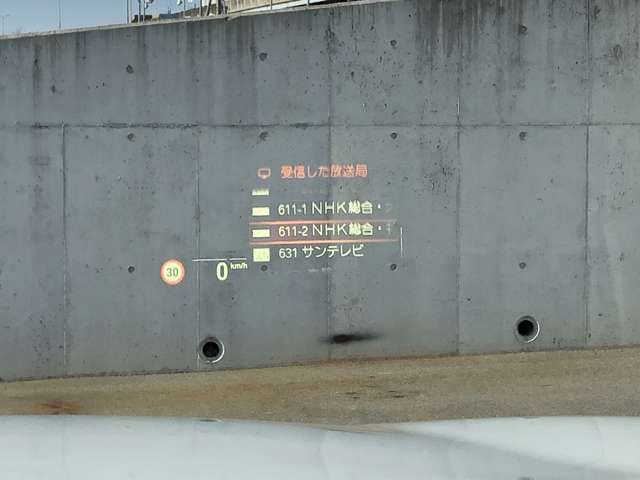 受信した放送局
611-1 NHK総合・
611-2 NHK総合・
631 サンテレビ
30
0 km/h